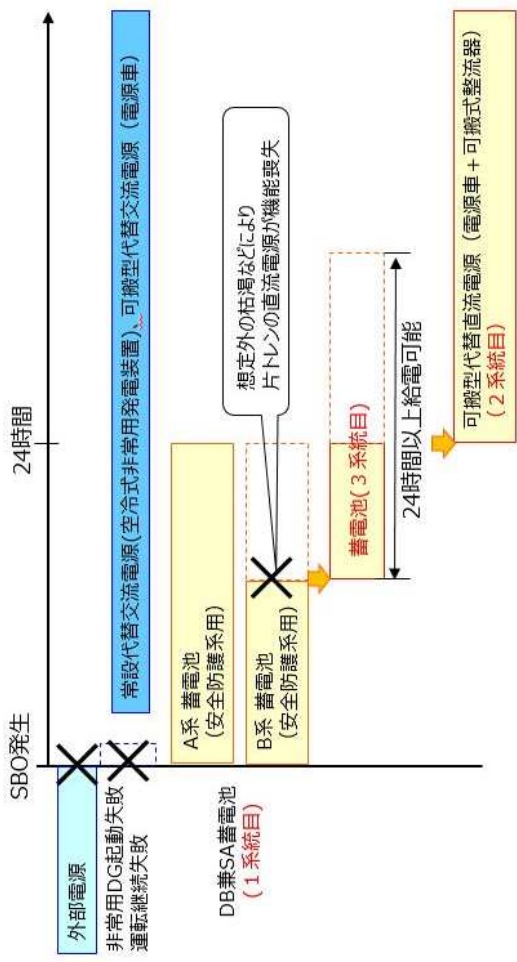 SBO発生
24時間
外部電源
非常用DG起動失敗
運転継続失敗
常設代替交流電源(空冷式非常用発電装置)、可搬型代替交流電源（電源車）
DB兼SA蓄電池
(１系統目)
A系 蓄電池
(安全防護系用)
B系 蓄電池
(安全防護系用)
想定外の枯渇などにより
片トレンの直流電源が機能喪失
蓄電池(３系統目)
24時間以上給電可能
可搬型代替直流電源（電源車＋可搬式整流器）
(２系統目)